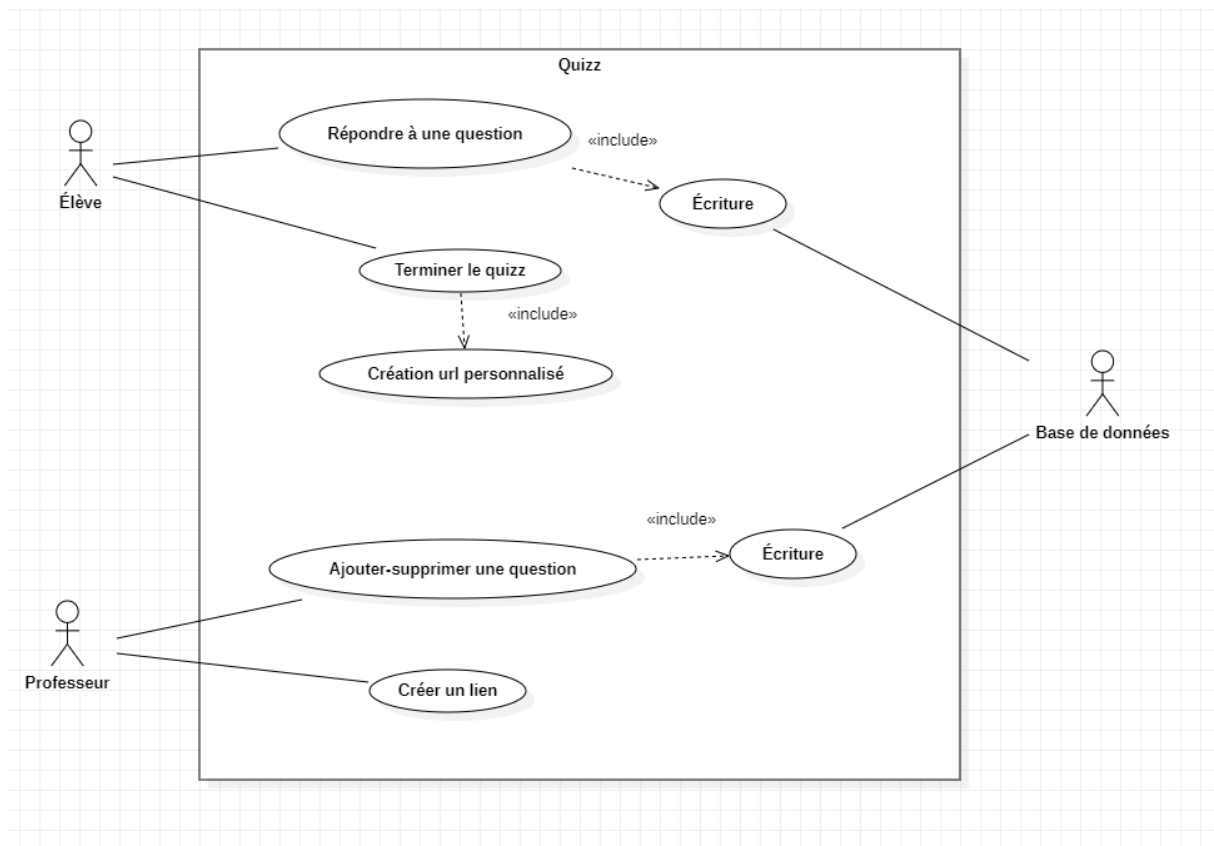 Quizz
Répondre à une question
«include»
Écriture
Élève
Terminer le quizz
«include»
Création url personnalisé
Base de données
«include»
Écriture
Ajouter-supprimer une question
Professeur
Créer un lien